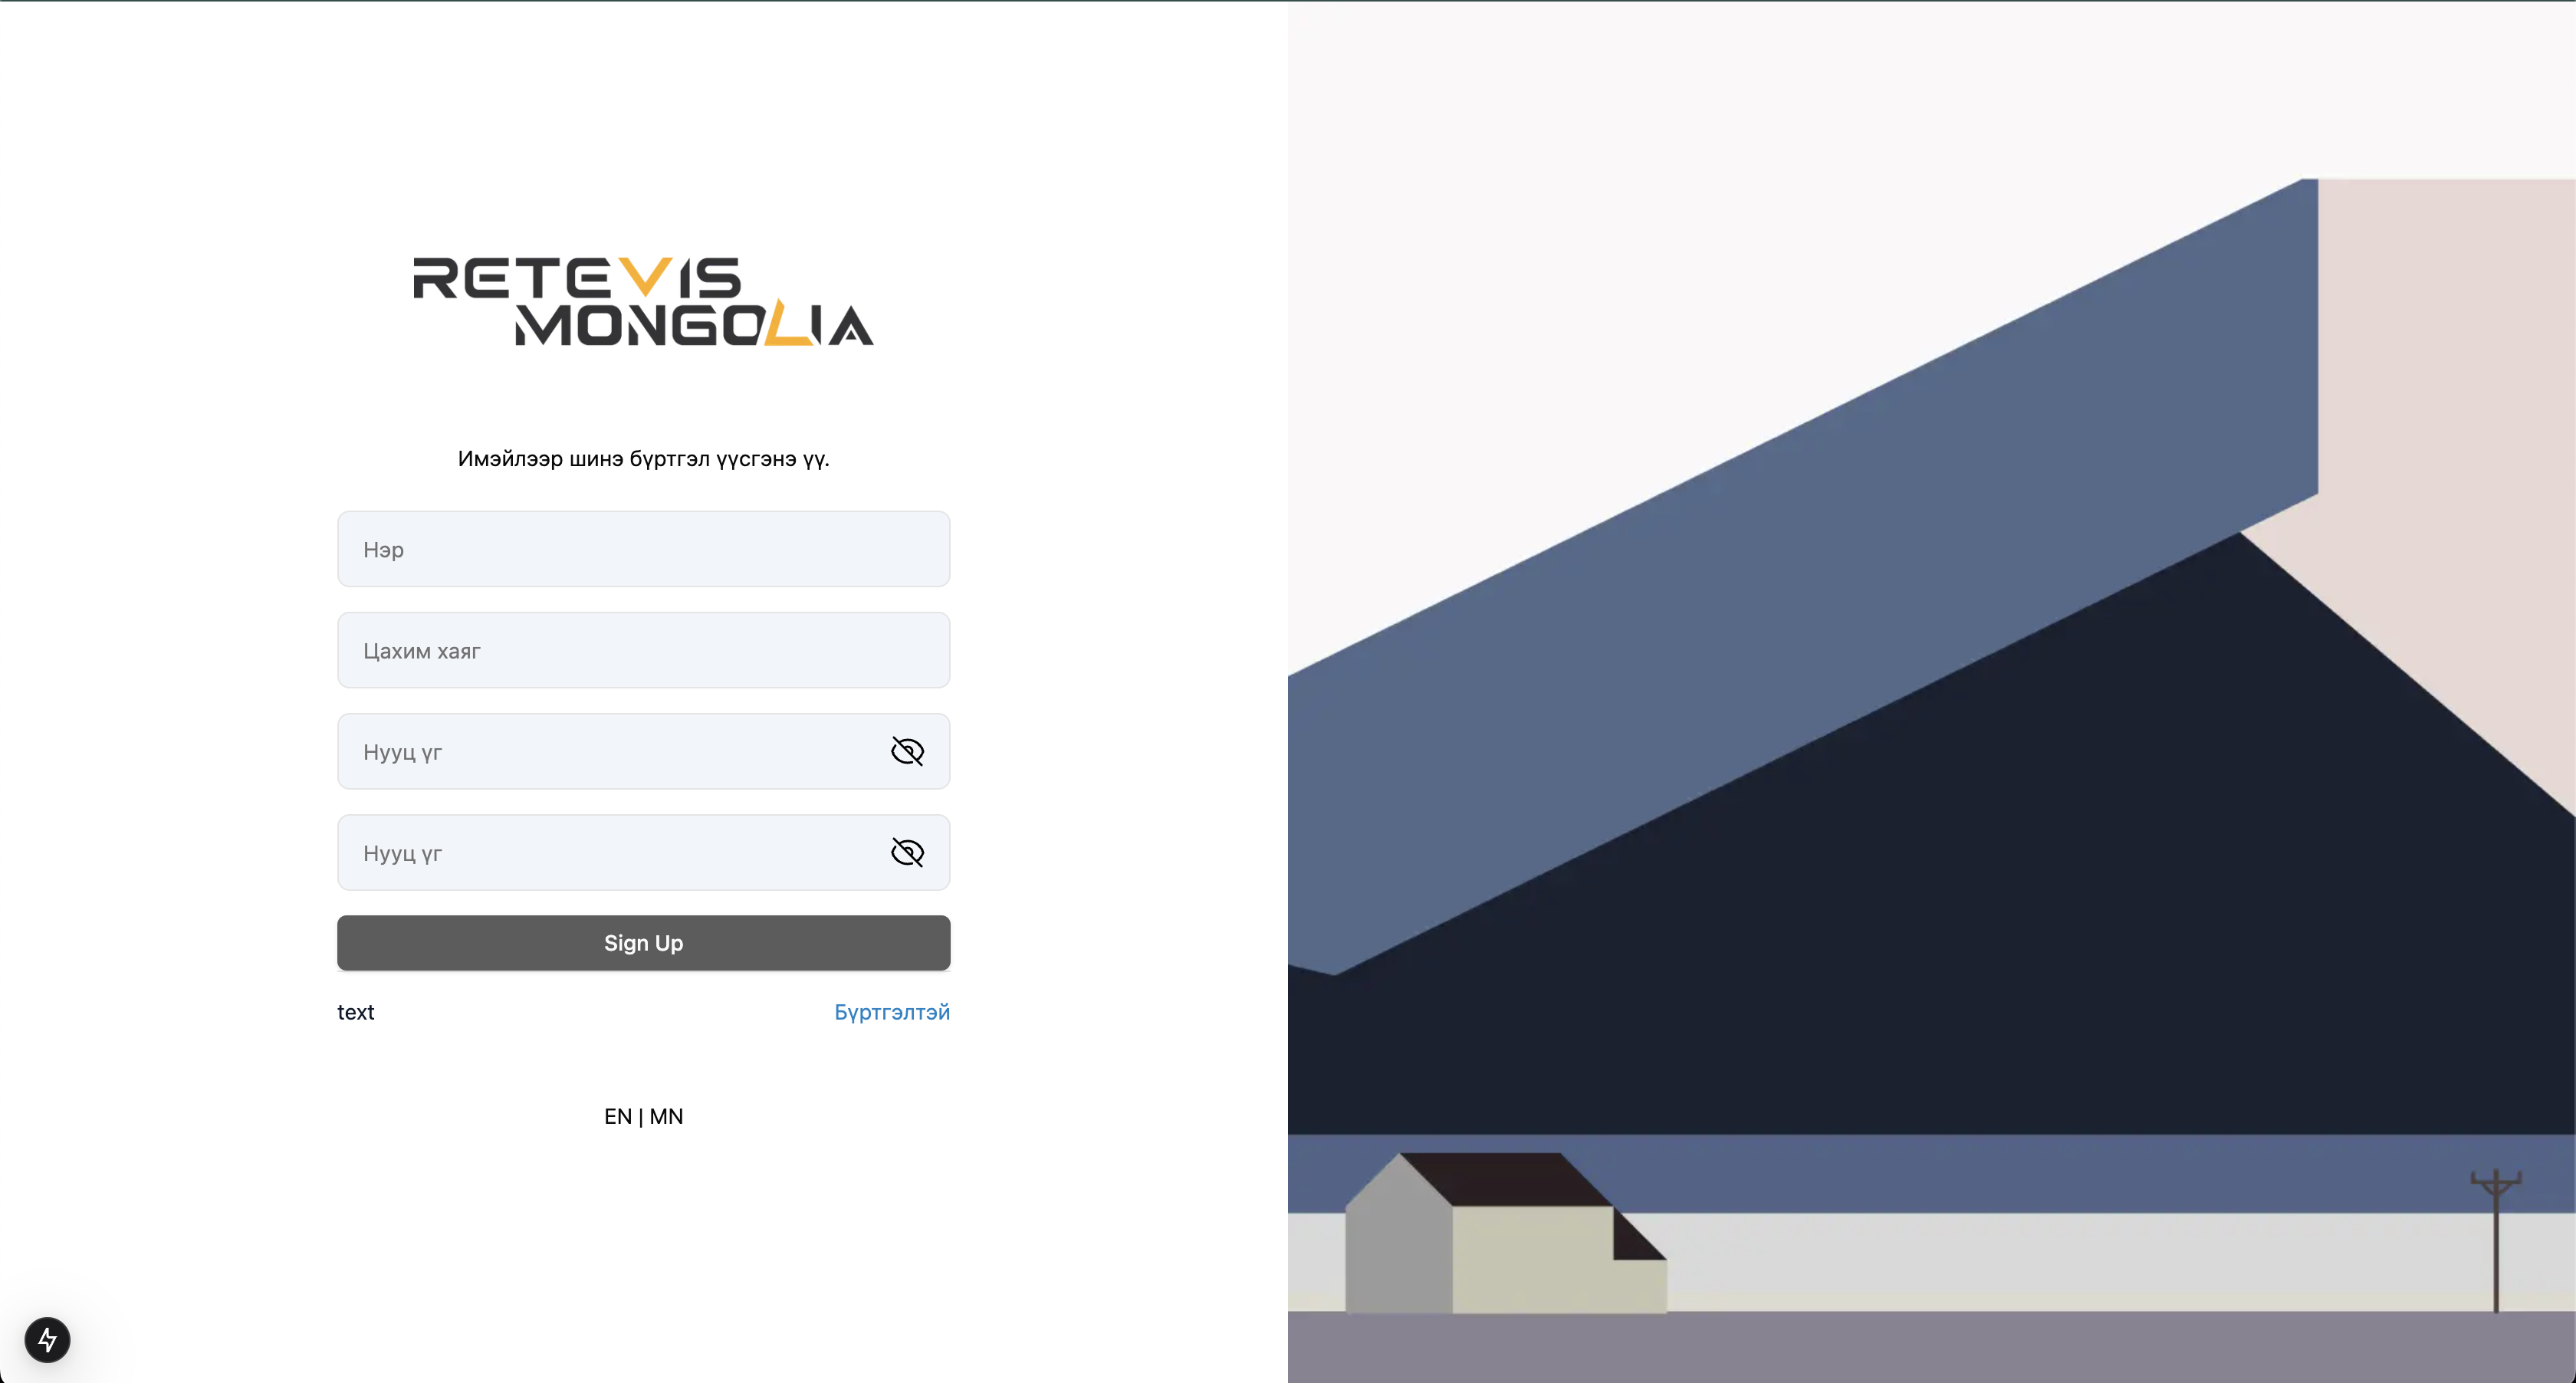 RETEVIS
MONGOLIA
Имэйлээр шинэ бүртгэл үүсгэнэ үү.
Нэр
Цахим хаяг
Нууц үг
Нууц үг
Sign Up
text
Бүртгэлтэй
EN | MN